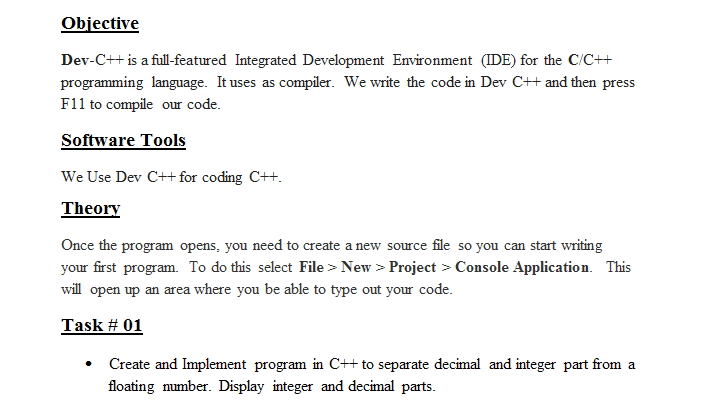 Objective
Dev-C++ is a full-featured Integrated Development Environment (IDE) for the C/C++
programming language. It uses as compiler. We write the code in Dev C++ and then press
F11 to compile our code.
Software Tools
We Use Dev C++ for coding C++.
Theory
Once the program opens, you need to create a new source file so you can start writing
your first program. To do this select File > New > Project > Console Application. This
will open up an area where you be able to type out your code.
Task # 01
• Create and Implement program in C++ to separate decimal and integer part from a
floating number. Display integer and decimal parts.